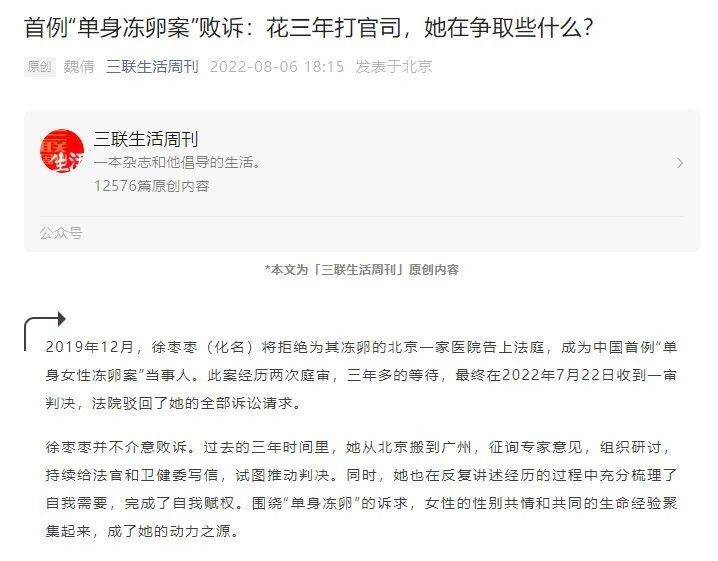 首例“单身冻卵案”败诉：花三年打官司，她在争取些什么？
原创 魏倩 三联生活周刊 2022-08-06 18:15 发表于北京
三联生活周刊
一本杂志和他倡导的生活。
12576篇原创内容
公众号
*本文为「三联生活周刊」原创内容
2019年12月，徐枣枣（化名）将拒绝为其冻卵的北京一家医院告上法庭，成为中国首例“单
身女性冻卵案”当事人。此案经历两次庭审，三年多的等待，最终在2022年7月22日收到一审
判决，法院驳回了她的全部诉讼请求。
徐枣枣并不介意败诉。过去的三年时间里，她从北京搬到广州，征询专家意见，组织研讨，
持续给法官和卫健委写信，试图推动判决。同时，她也在反复讲述经历的过程中充分梳理了
自我需要，完成了自我赋权。围绕“单身冻卵”的诉求，女性的性别共情和共同的生命经验聚
集起来，成了她的动力之源。